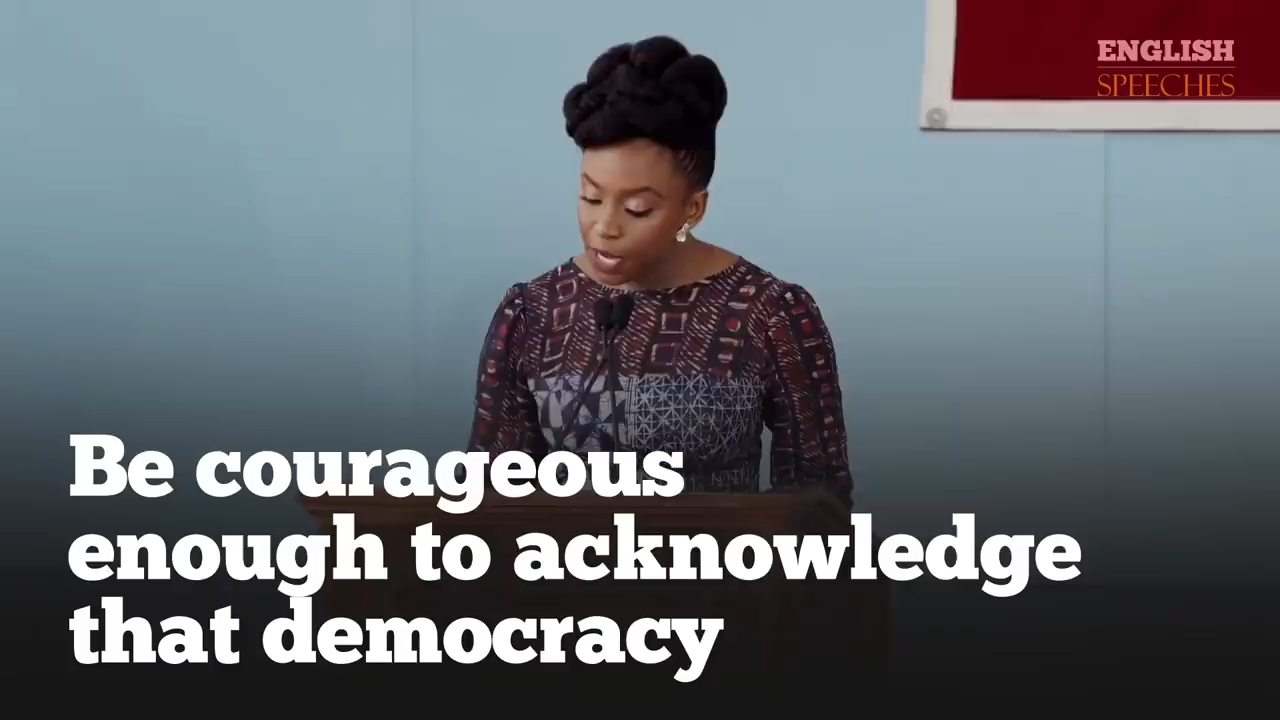 ENGLISH
SPEECHES
Be courageous
enough to acknowledge
that democracy